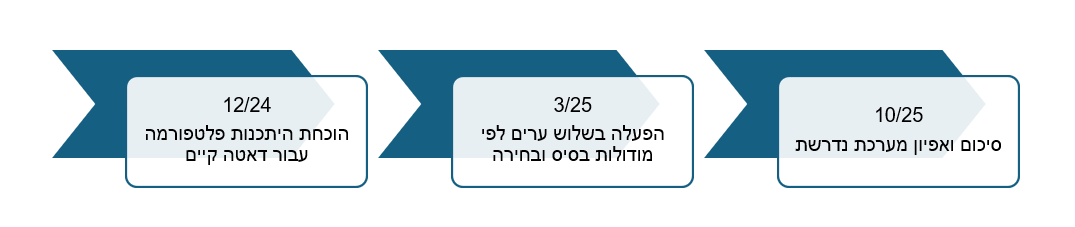 12/24
הוכחת היתכנות פלטפורמה
עבור דאטה קיים
3/25
הפעלה בשלוש ערים לפי
מודולות בסיס ובחירה
10/25
סיכום ואפיון מערכת נדרשת